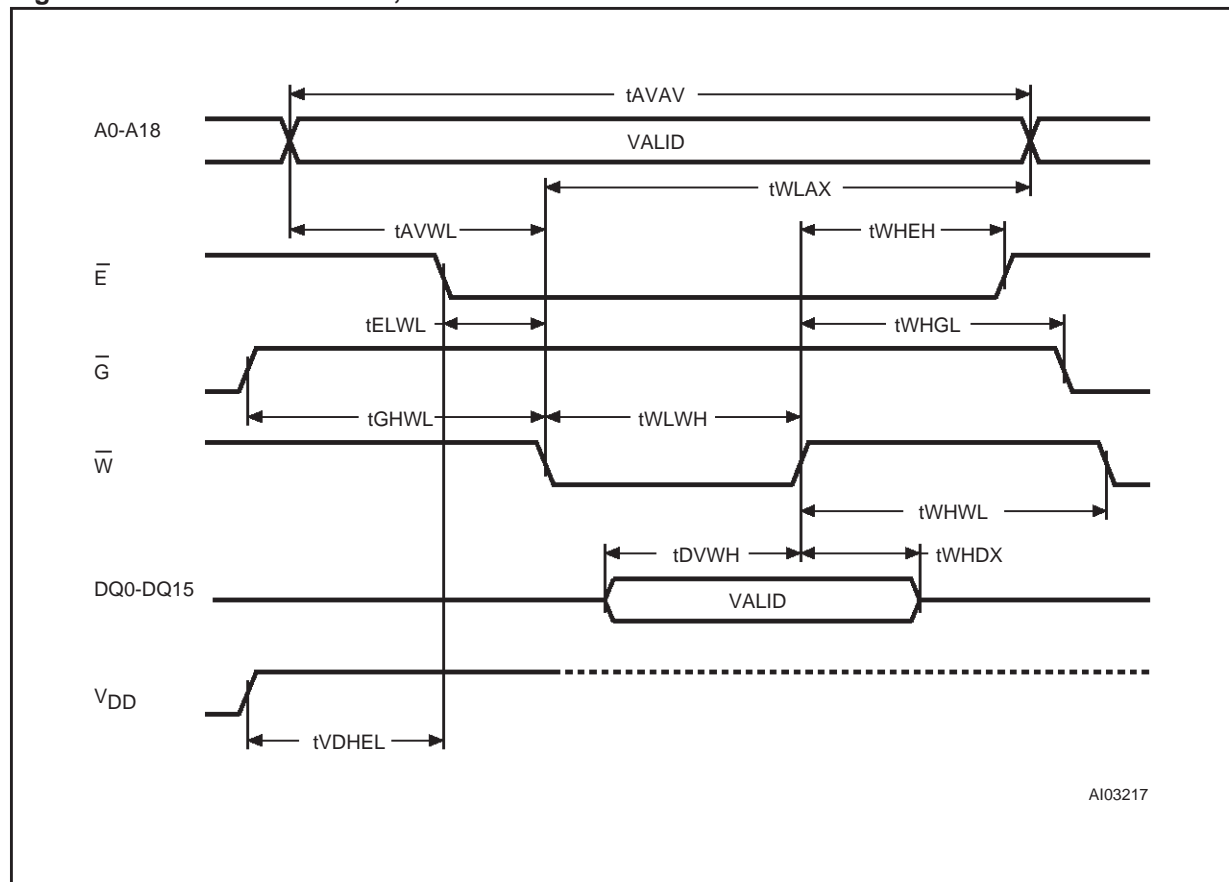 tAVAV
A0-A18
VALID
tWLAX
tAVWL
tWHEH
E̅
tELWL
tWHGL
G̅
tGHWL
tWLWH
W̅
tWHWL
tDVWH
tWHDX
DQ0-DQ15
VALID
VDD
tVDHEL
AI03217